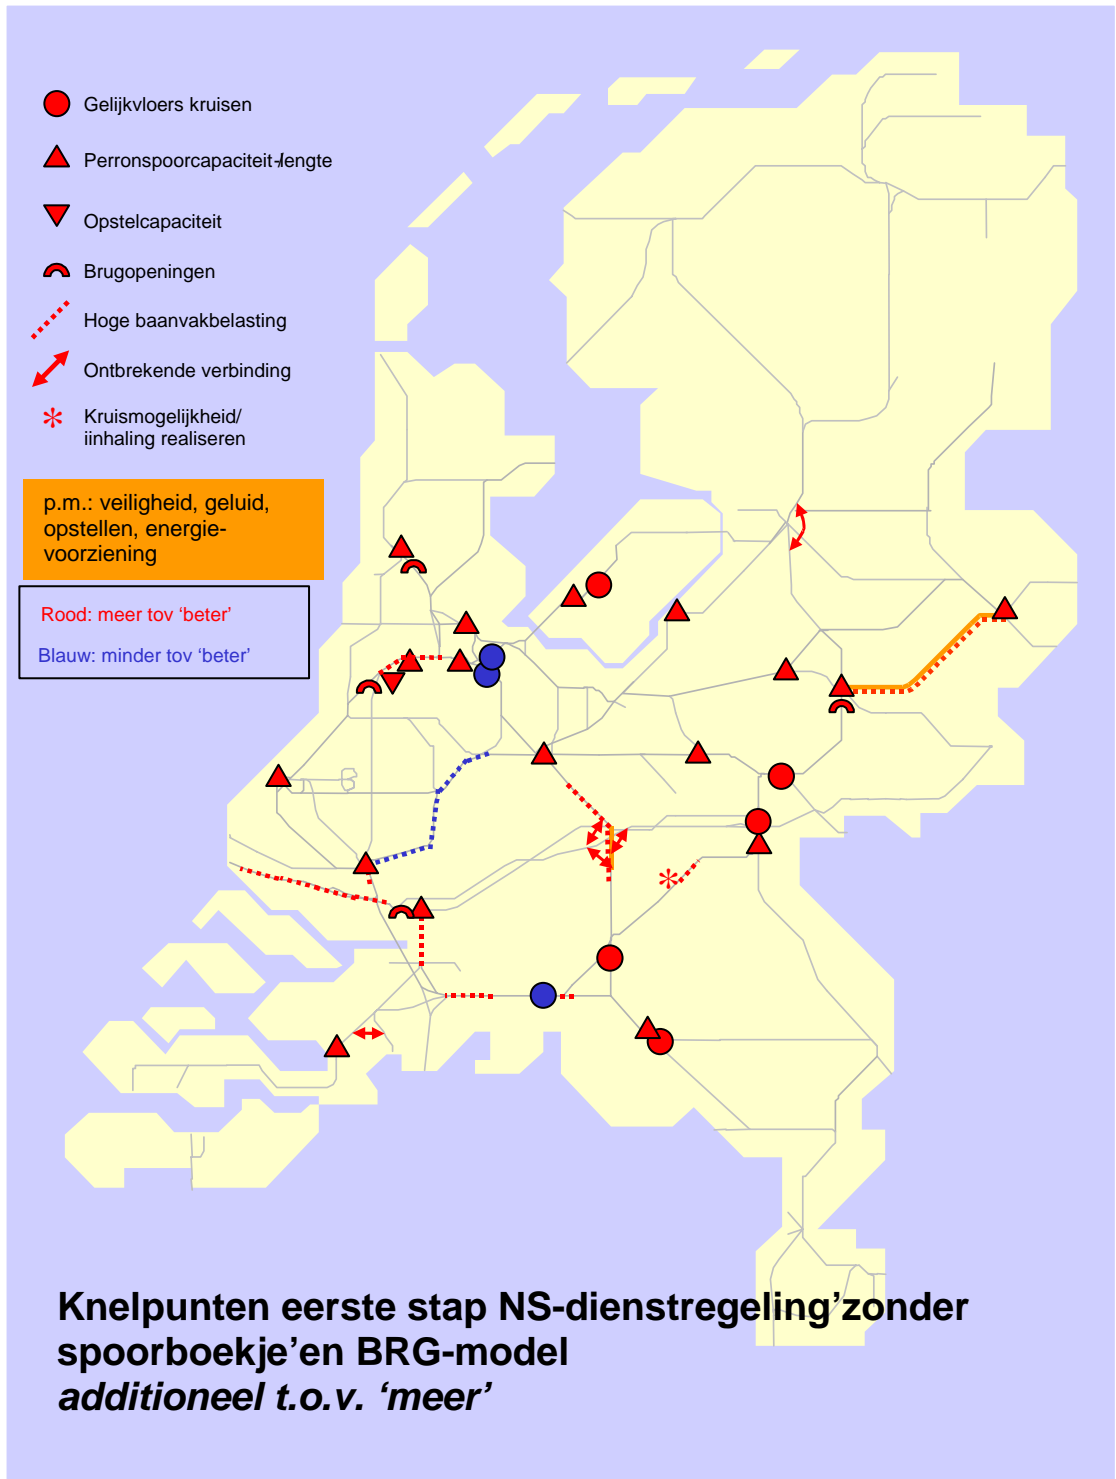 Gelijkvloers kruisen
Perronspoorcapaciteit-/lengte
Opstelcapaciteit
Brugopeningen
Hoge baanvakbelasting
Ontbrekende verbinding
Kruismogelijkheid/
iinhaling realiseren
p.m.: veiligheid, geluid,
opstellen, energie-
voorziening
Rood: meer tov ‘beter’
Blauw: minder tov ‘beter’
Knelpunten eerste stap NS-dienstregeling’zonder
spoorboekje’en BRG-model
additioneel t.o.v. ‘meer’